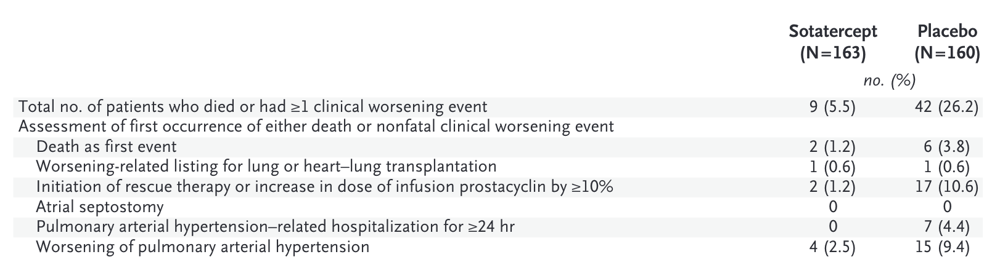 Sotatercept Placebo
(N=163) (N=160)
no. (%)
Total no. of patients who died or had ≥1 clinical worsening event 9 (5.5) 42 (26.2)
Assessment of first occurrence of either death or nonfatal clinical worsening event
Death as first event 2 (1.2) 6 (3.8)
Worsening-related listing for lung or heart–lung transplantation 1 (0.6) 1 (0.6)
Initiation of rescue therapy or increase in dose of infusion prostacyclin by ≥10% 2 (1.2) 17 (10.6)
Atrial septostomy 0 0
Pulmonary arterial hypertension–related hospitalization for ≥24 hr 0 7 (4.4)
Worsening of pulmonary arterial hypertension 4 (2.5) 15 (9.4)